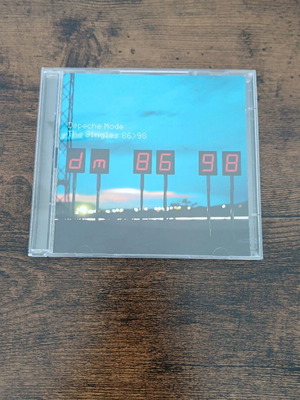 Depeche Mode
The Singles 86>98
dm 86 98